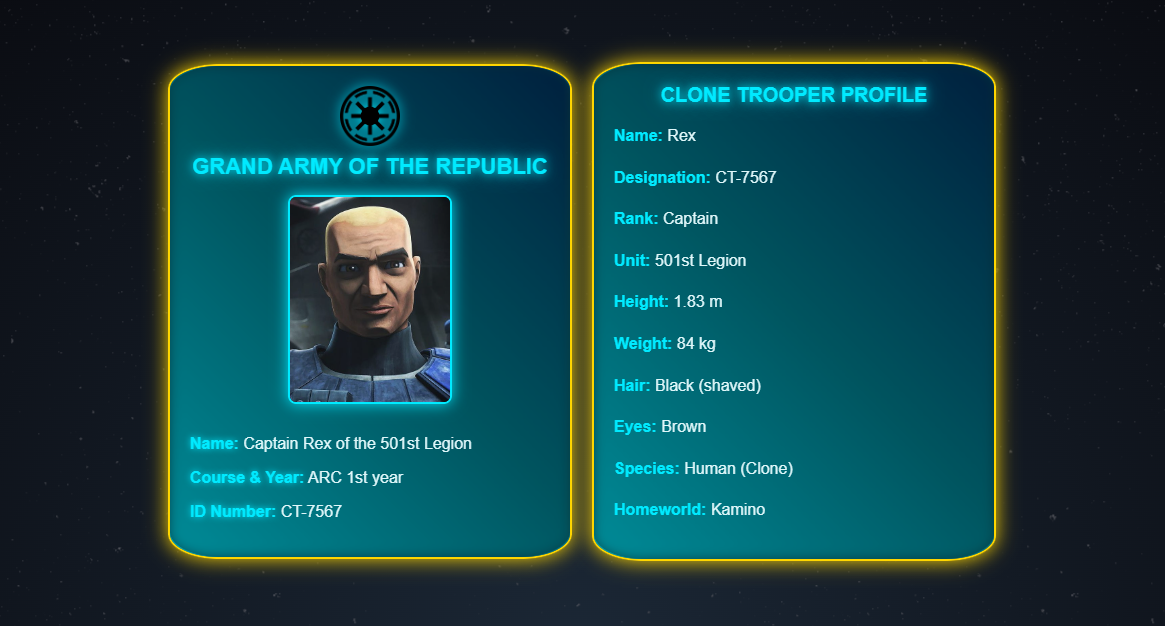 GRAND ARMY OF THE REPUBLIC
Name: Captain Rex of the 501st Legion
Course & Year: ARC 1st year
ID Number: CT-7567
CLONE TROOPER PROFILE
Name: Rex
Designation: CT-7567
Rank: Captain
Unit: 501st Legion
Height: 1.83 m
Weight: 84 kg
Hair: Black (shaved)
Eyes: Brown
Species: Human (Clone)
Homeworld: Kamino